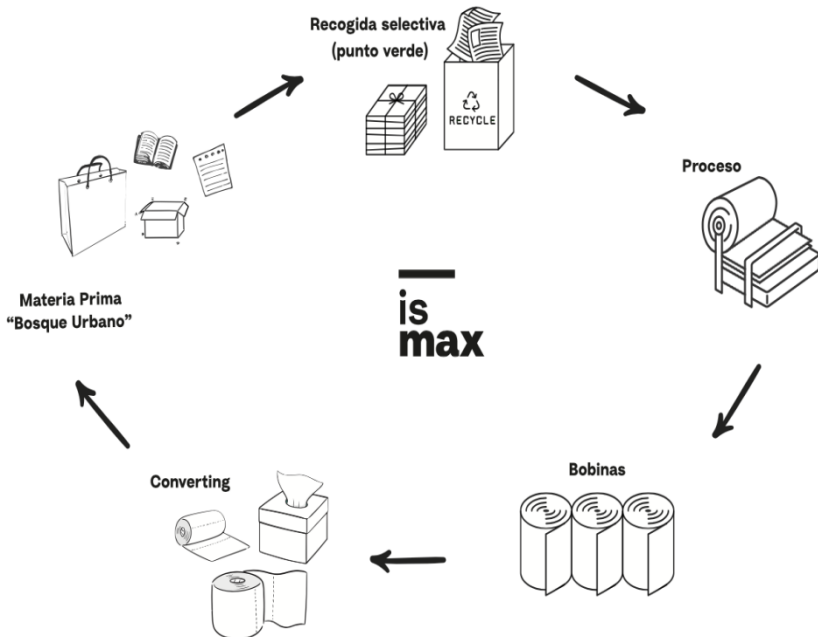 Recogida selectiva
(punto verde)
RECYCLE
Proceso
Materia Prima
“Bosque Urbano”
is
max
Bobinas
Converting